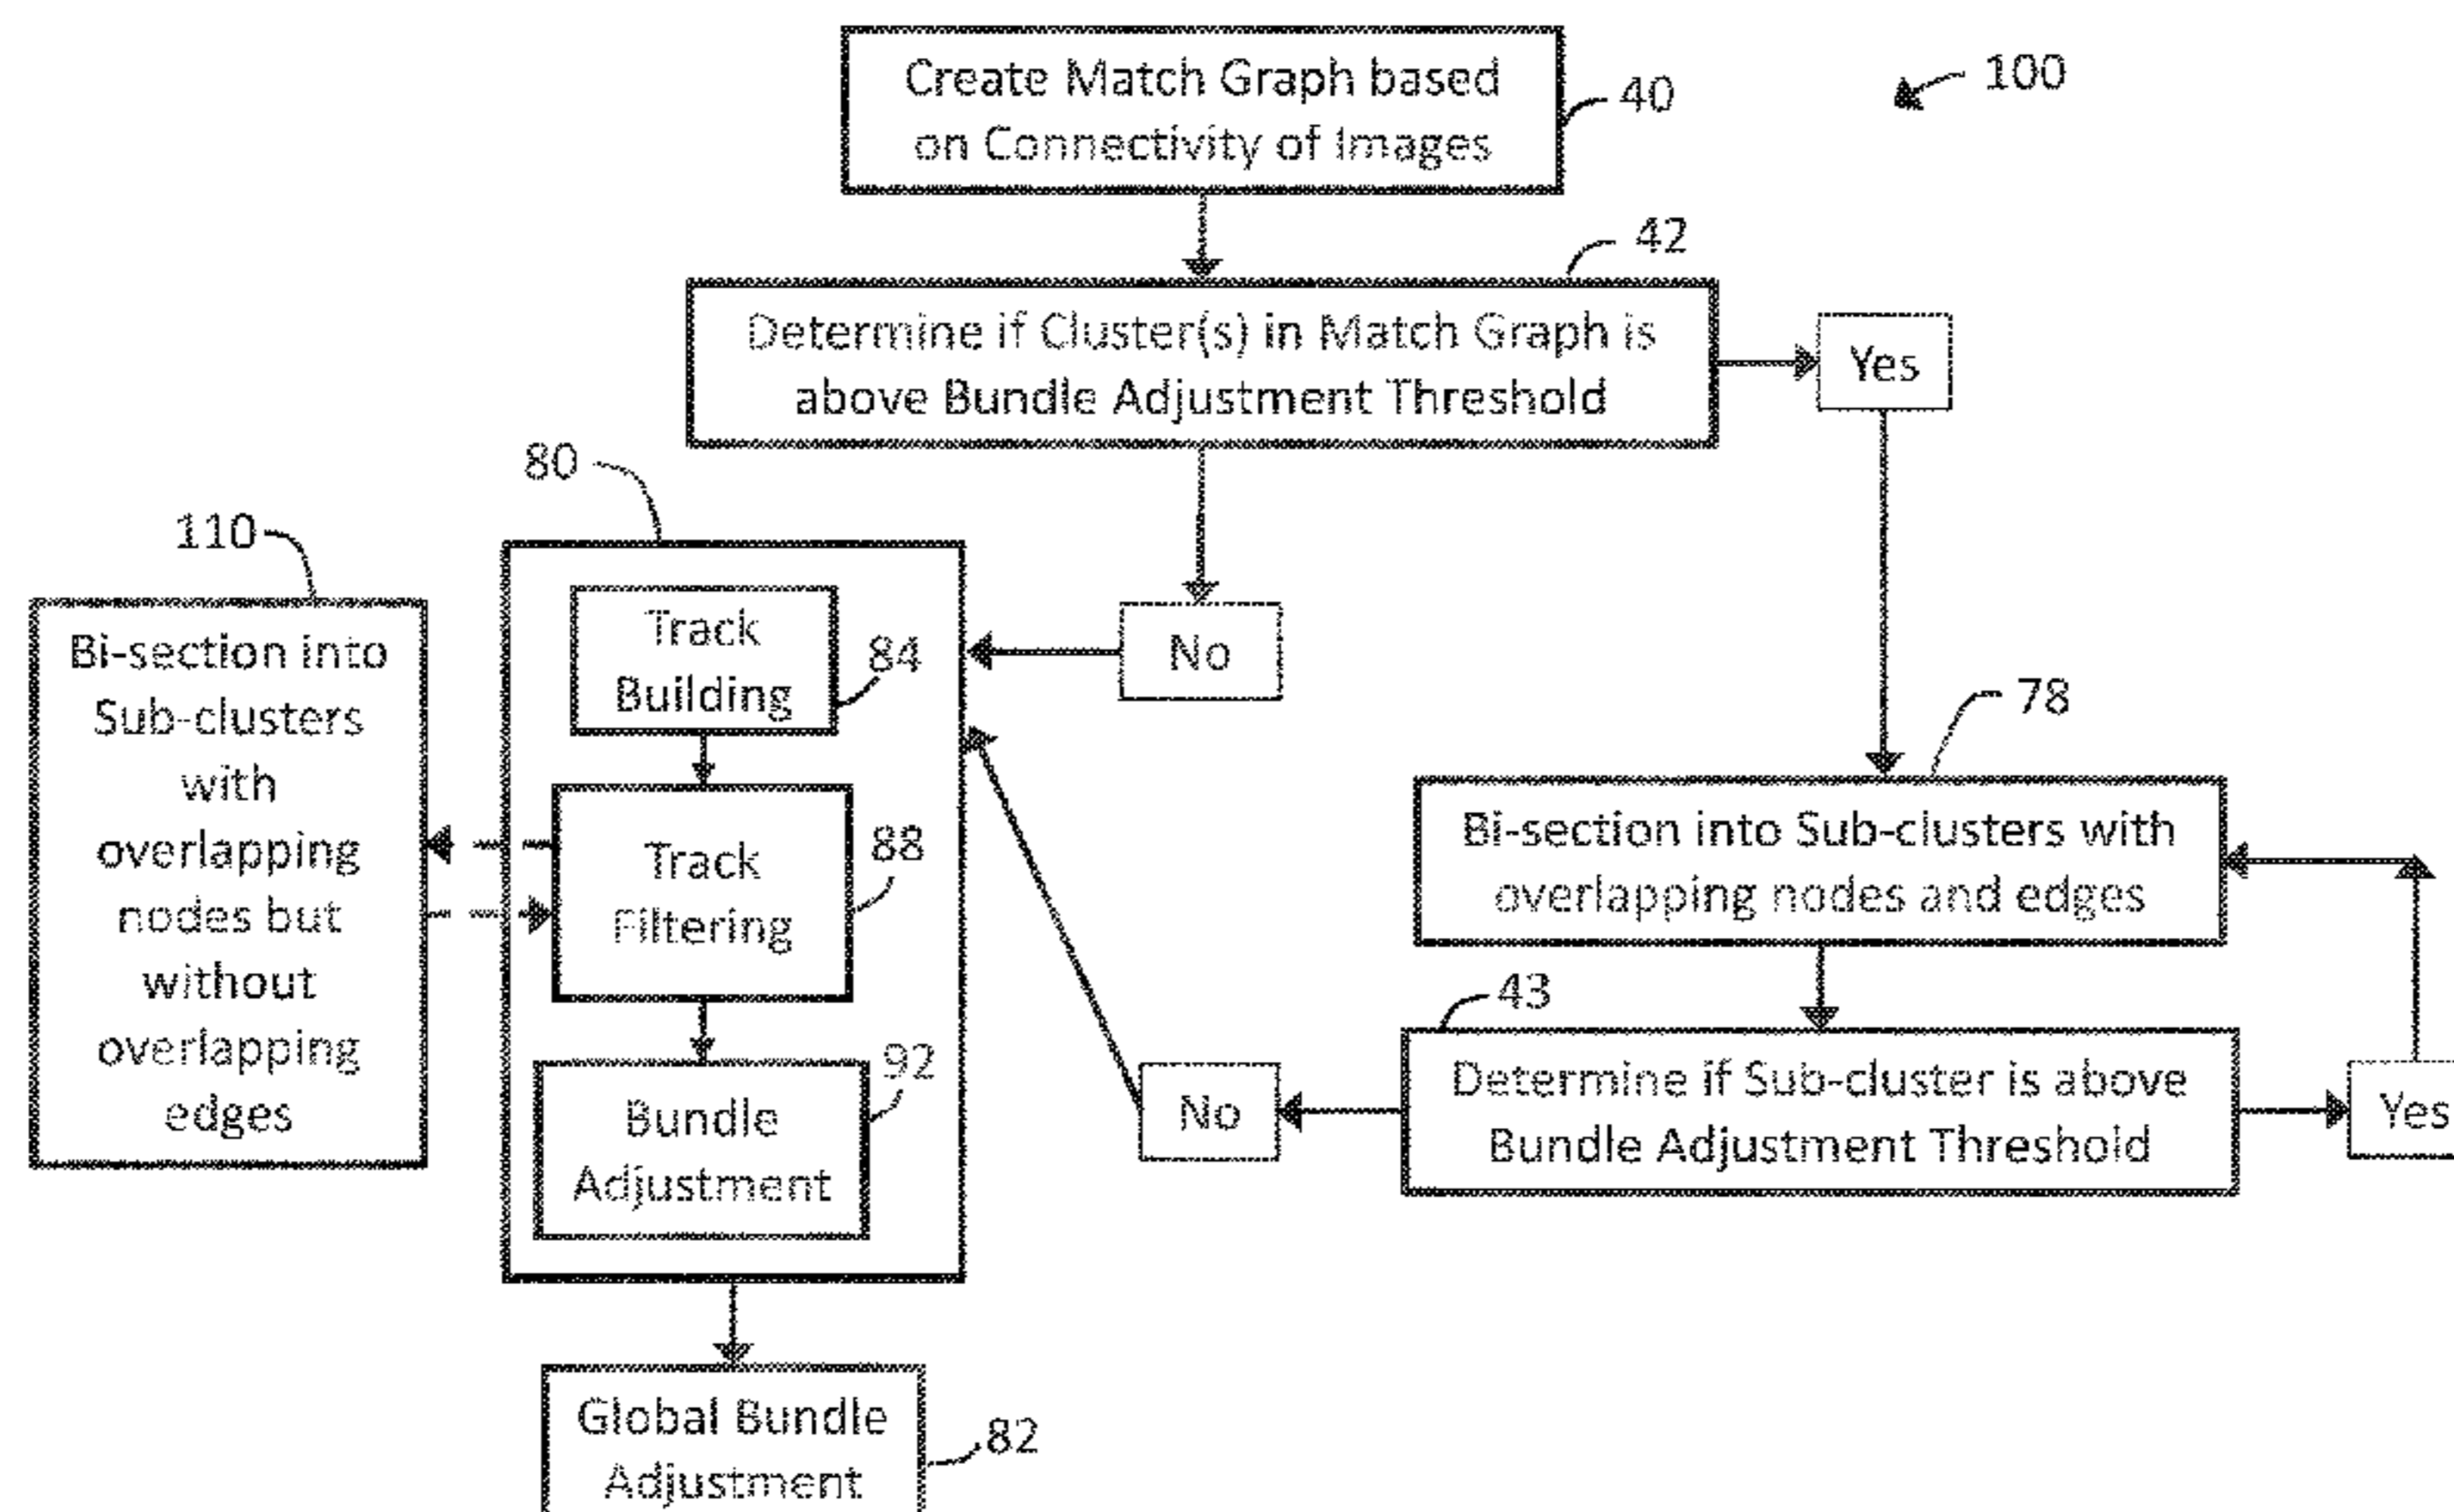 Create Match Graph based
on Connectivity of Images
40
100
42
Determine if Cluster(s) in Match Graph is
above Bundle Adjustment Threshold
Yes
80
110
No
Track
Building
84
Bi-section into
Sub-clusters
with
overlapping
nodes but
without
overlapping
edges
78
Bi-section into Sub-clusters with
overlapping nodes and edges
Track
Filtering
88
43
Determine if Sub-cluster is above
Bundle Adjustment Threshold
Yes
No
Bundle
Adjustment
92
Global Bundle
Adjustment
82